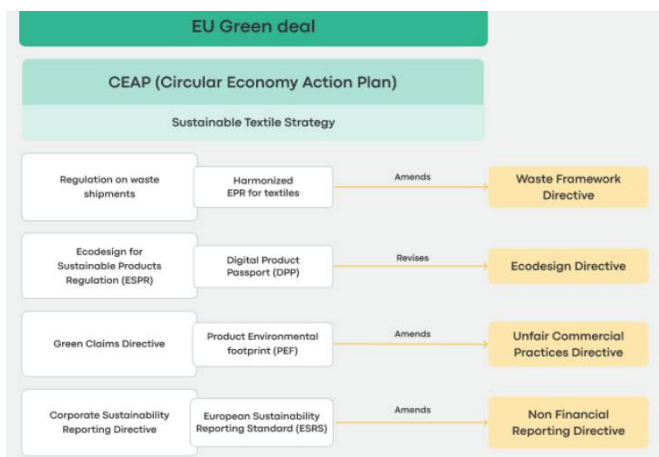 EU Green deal
CEAP (Circular Economy Action Plan)
Sustainable Textile Strategy
Regulation on waste
shipments
Harmonized
EPR for textiles
Amends
Waste Framework
Directive
Ecodesign for
Sustainable Products
Regulation (ESPR)
Digital Product
Passport (DPP)
Revises
Ecodesign Directive
Green Claims Directive
Product Environmental
footprint (PEF)
Amends
Unfair Commercial
Practices Directive
Corporate Sustainability
Reporting Directive
European Sustainability
Reporting Standard (ESRS)
Amends
Non Financial
Reporting Directive